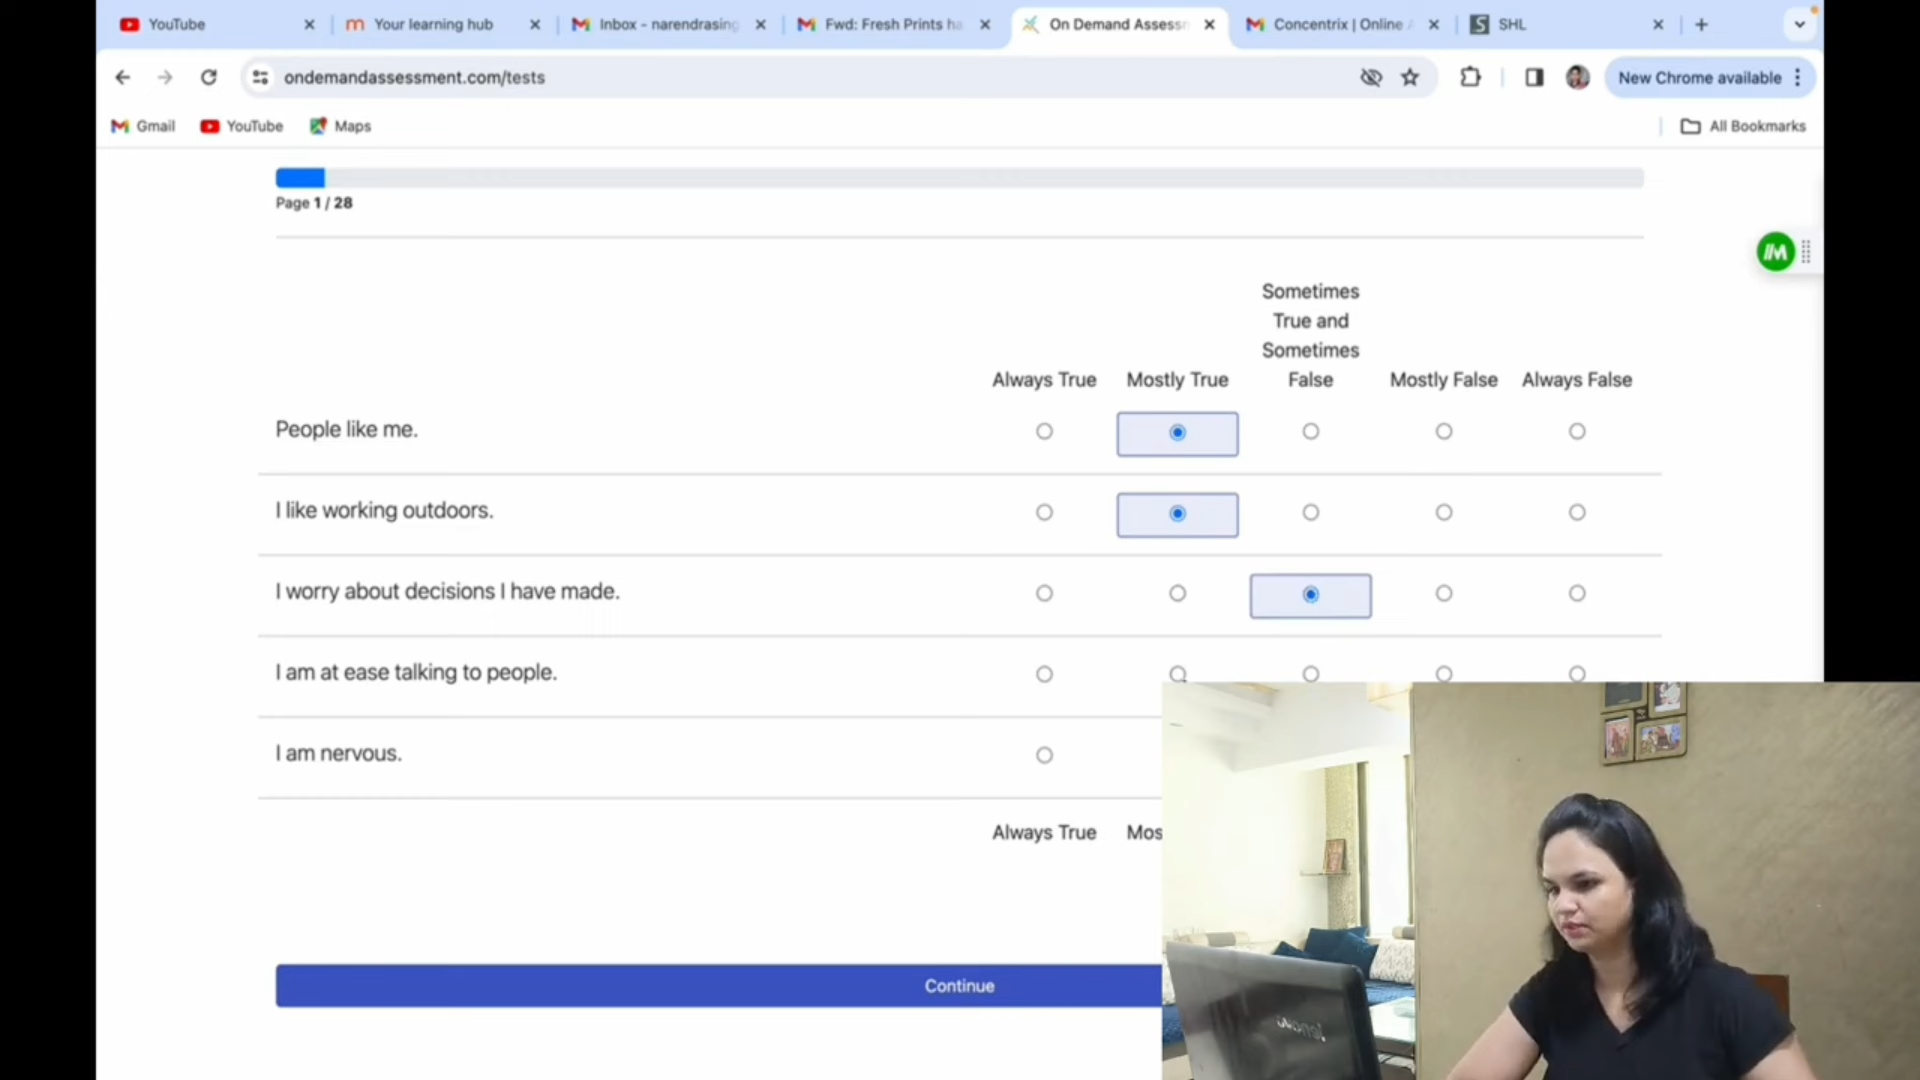 YouTube
Your learning hub
Inbox - narendrasing
Fwd: Fresh Prints ha
On Demand Assess
Concentrix | Online
SHL
ondemandassessment.com/tests
New Chrome available
Gmail
YouTube
Maps
All Bookmarks
Page 1 / 28
Sometimes
True and
Sometimes
Always True Mostly True False Mostly False Always False
People like me.
I like working outdoors.
I worry about decisions I have made.
I am at ease talking to people.
I am nervous.
Always True Mos
Continue
lenovo